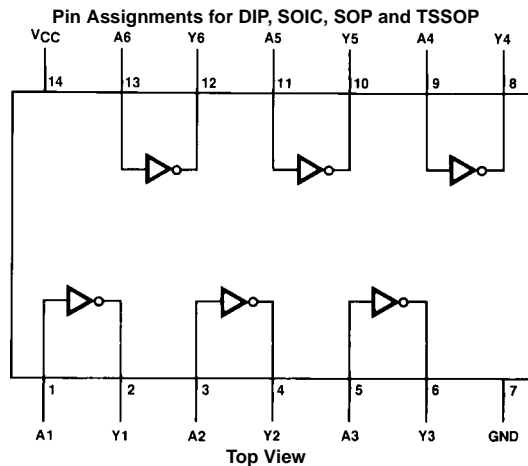 Pin Assignments for DIP, SOIC, SOP and TSSOP
VCC A6 Y6 A5 Y5 A4 Y4
14 13 12 11 10 9 8
1 2 3 4 5 6 7
A1 Y1 A2 Y2 A3 Y3 GND
Top View